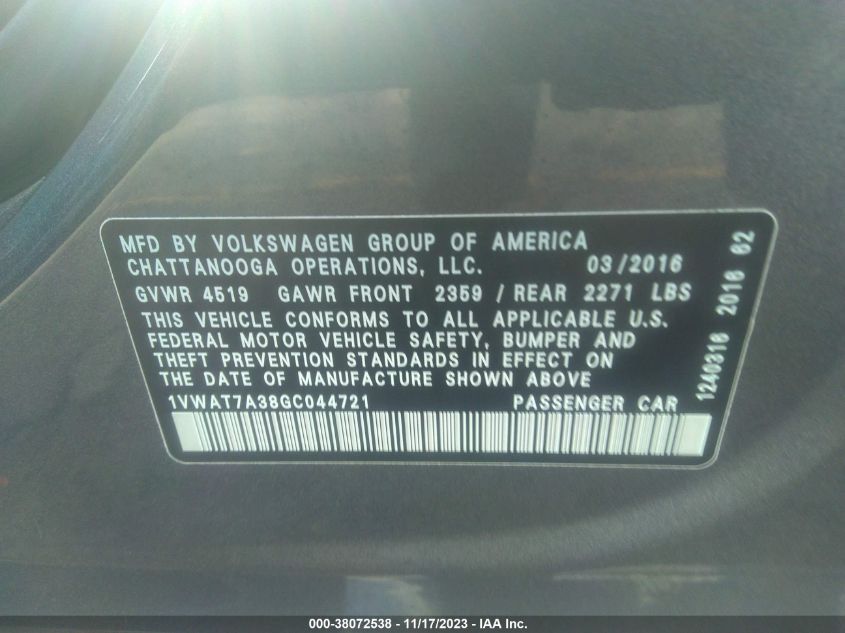 MFD BY VOLKSWAGEN GROUP OF AMERICA
CHATTANOOGA OPERATIONS, LLC. 03/2016
GVWR 4519 GAWR FRONT 2359 / REAR 2271 LBS
THIS VEHICLE CONFORMS TO ALL APPLICABLE U.S.
FEDERAL MOTOR VEHICLE SAFETY, BUMPER AND
THEFT PREVENTION STANDARDS IN EFFECT ON
THE DATE OF MANUFACTURE SHOWN ABOVE
1VWAT7A38GC044721 PASSENGER CAR
1240316 2016 62
000-38072538 - 11/17/2023 - IAA Inc.